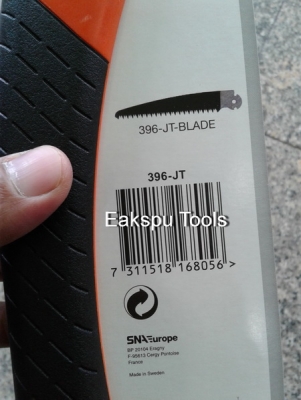 396-JT-BLADE
396-JT
Eakspu Tools
7 311518 168056 >
SNA Europe
BP 20104 Eragny
F-95613 Cergy Pontoise
France
Made in Sweden